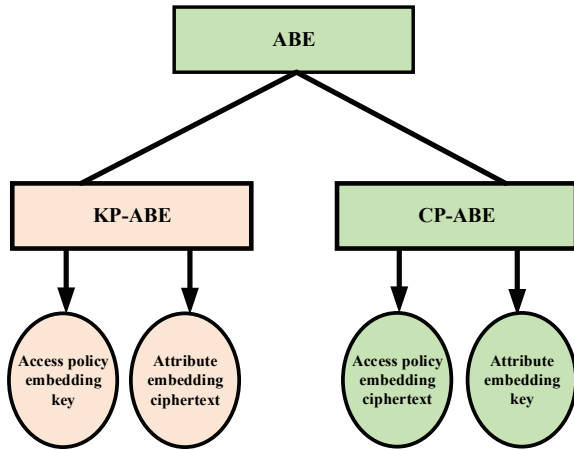 ABE
KP-ABE
CP-ABE
Access policy
embedding
key
Attribute
embedding
ciphertext
Access policy
embedding
ciphertext
Attribute
embedding
key